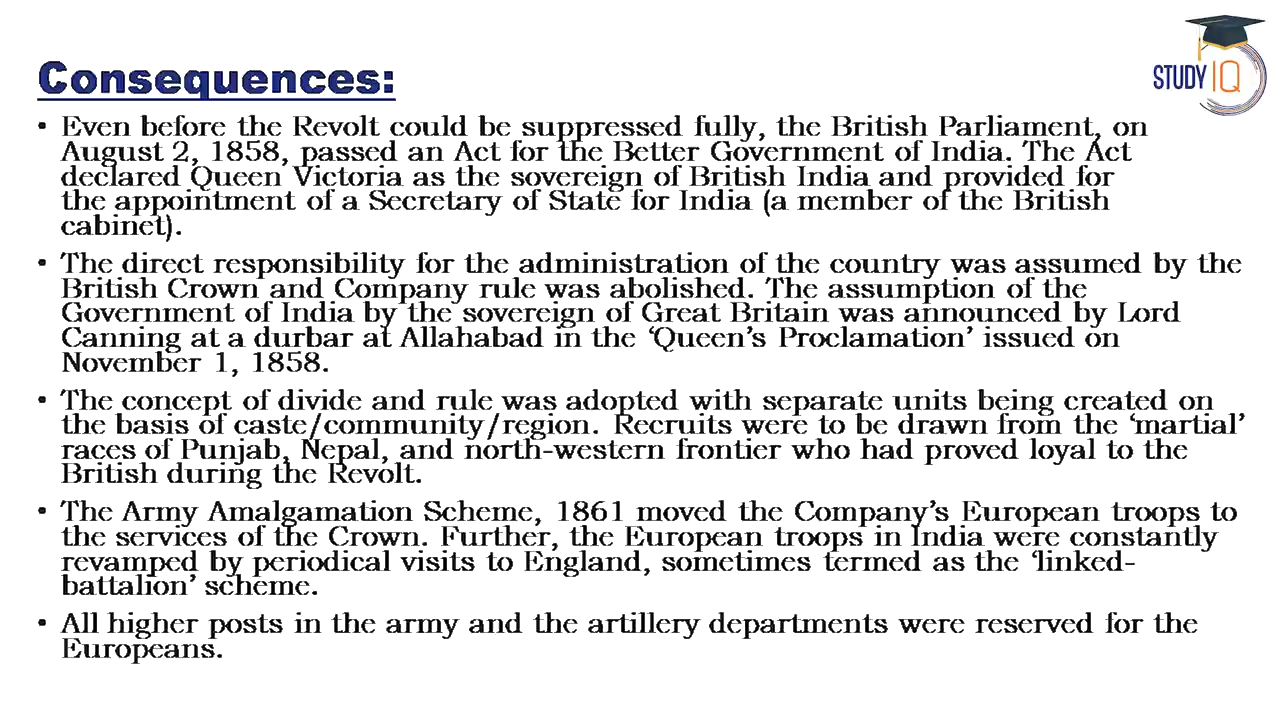 STUDY IQ
Consequences:
• Even before the Revolt could be suppressed fully, the British Parliament, on
August 2, 1858, passed an Act for the Better Government of India. The Act
declared Queen Victoria as the sovereign of British India and provided for
the appointment of a Secretary of State for India (a member of the British
cabinet).
• The direct responsibility for the administration of the country was assumed by the
British Crown and Company rule was abolished. The assumption of the
Government of India by the sovereign of Great Britain was announced by Lord
Canning at a durbar at Allahabad in the ‘Queen’s Proclamation’ issued on
November 1, 1858.
• The concept of divide and rule was adopted with separate units being created on
the basis of caste/community/region. Recruits were to be drawn from the ‘martial’
races of Punjab, Nepal, and north-western frontier who had proved loyal to the
British during the Revolt.
• The Army Amalgamation Scheme, 1861 moved the Company’s European troops to
the services of the Crown. Further, the European troops in India were constantly
revamped by periodical visits to England, sometimes termed as the ‘linked-
battalion’ scheme.
• All higher posts in the army and the artillery departments were reserved for the
Europeans.